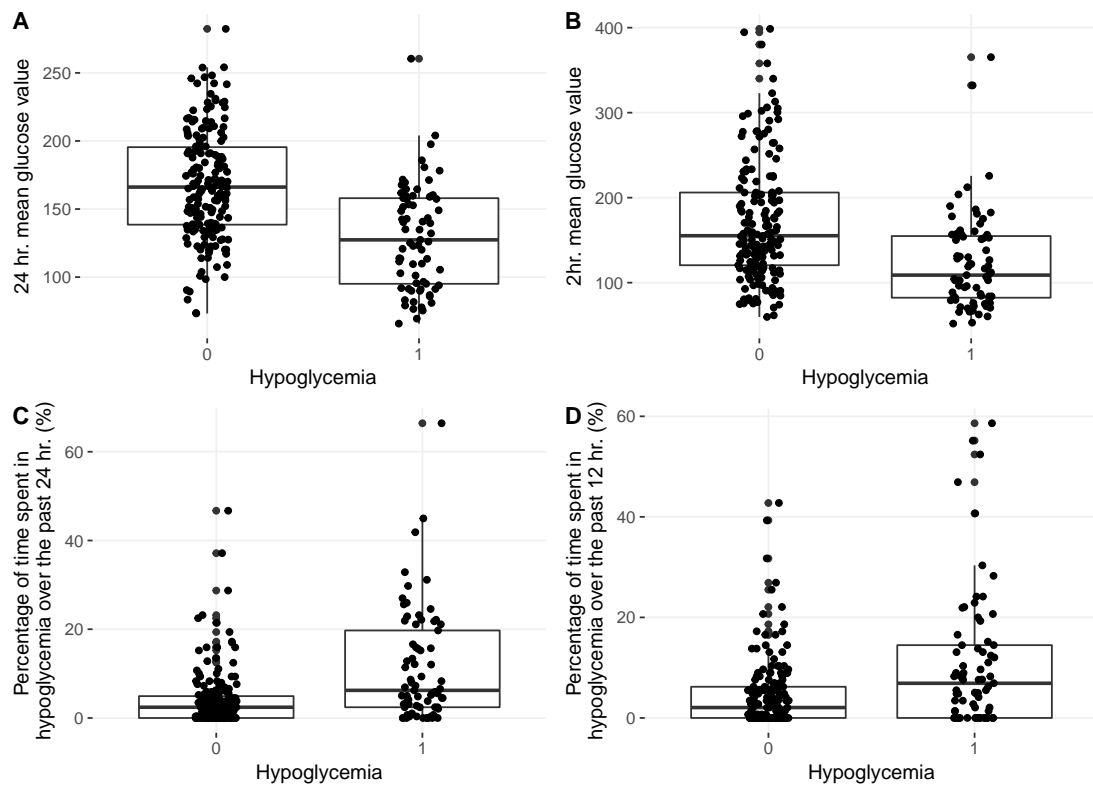 A
24 hr. mean glucose value
250
200
150
100
0
1
Hypoglycemia
B
2hr. mean glucose value
400
300
200
100
0
1
Hypoglycemia
C
Percentage of time spent in
hypoglycemia over the past 24 hr. (%)
60
40
20
0
0
1
Hypoglycemia
D
Percentage of time spent in
hypoglycemia over the past 12 hr. (%)
60
40
20
0
0
1
Hypoglycemia